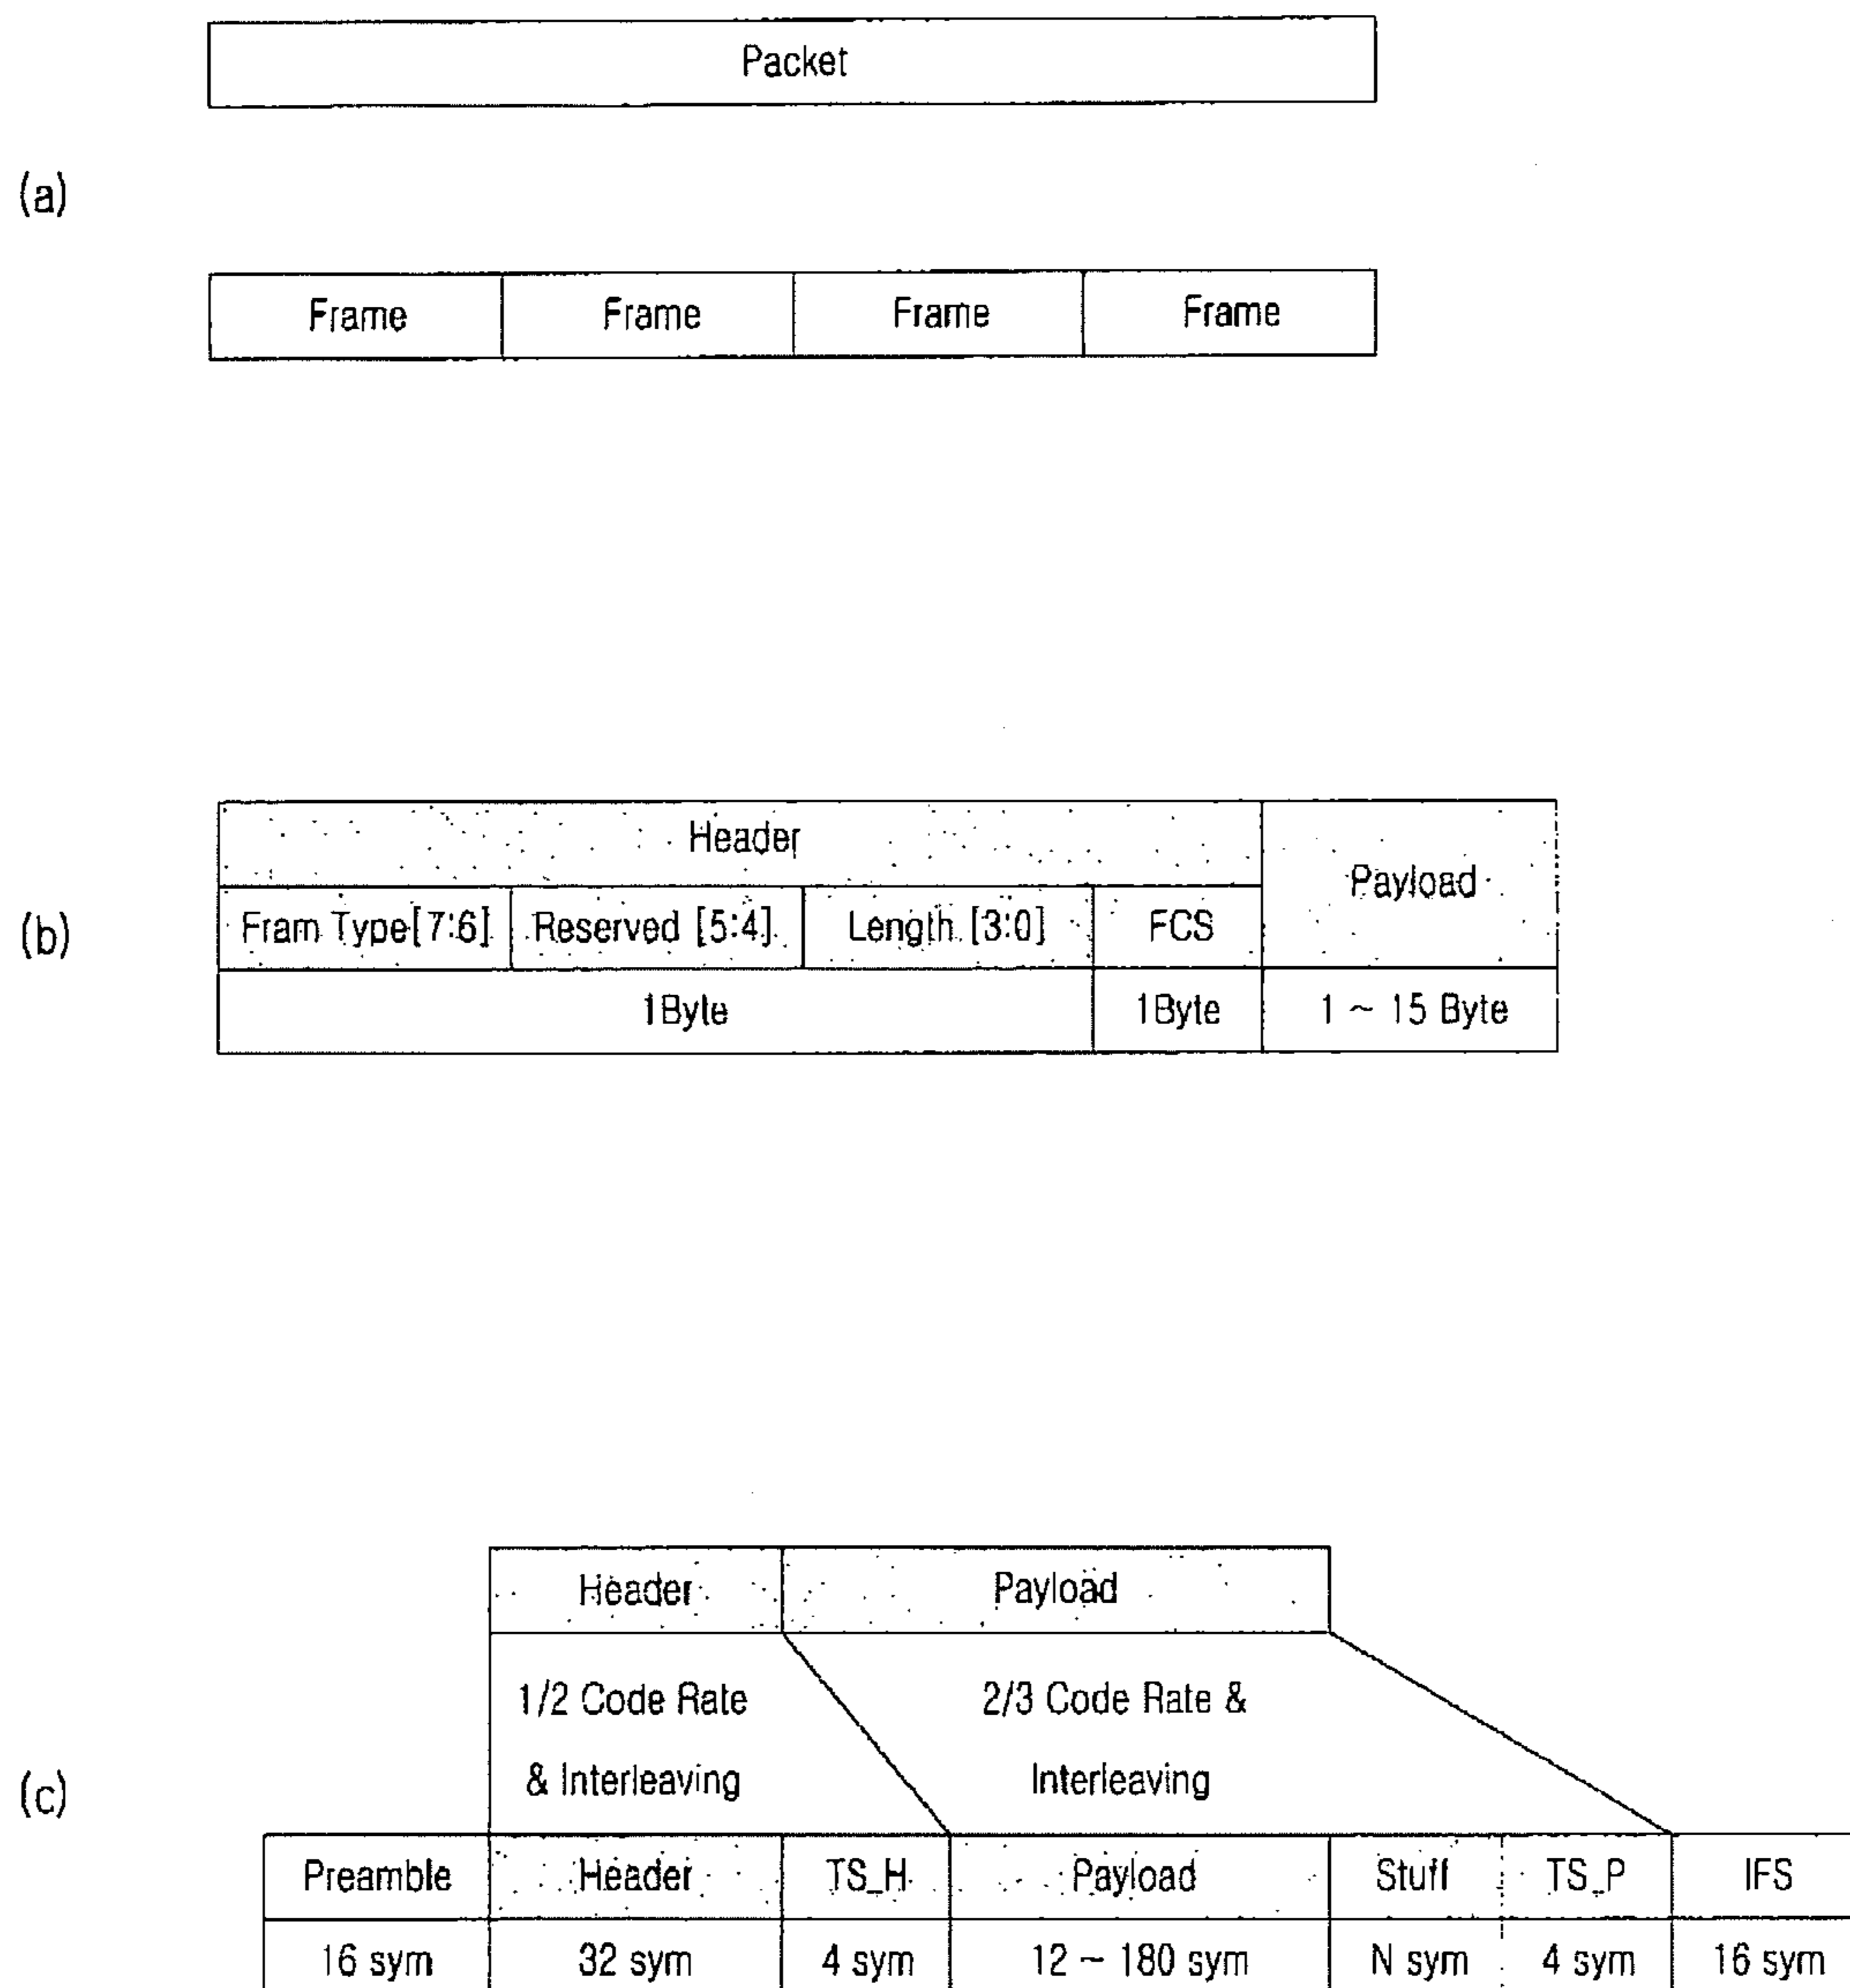 Packet
(a)
Frame Frame Frame Frame
Header
Payload
(b)
Fram Type[7:6] Reserved [5:4] Length [3:0] FCS
1Byte 1Byte 1 ~ 15 Byte
Header Payload
1/2 Code Rate
& Interleaving
2/3 Code Rate &
Interleaving
(c)
Preamble Header TS_H Payload Stuff TS_P IFS
16 sym 32 sym 4 sym 12 ~ 180 sym N sym 4 sym 16 sym